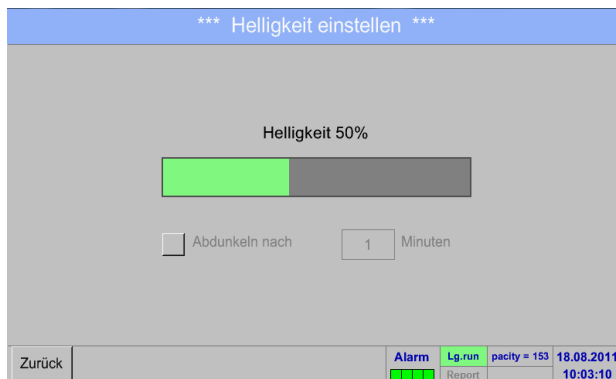 *** Helligkeit einstellen ***
Helligkeit 50%
Abdunkeln nach 1 Minuten
Zurück
Alarm Lg.run pacity = 153 18.08.2011
Report 10:03:10